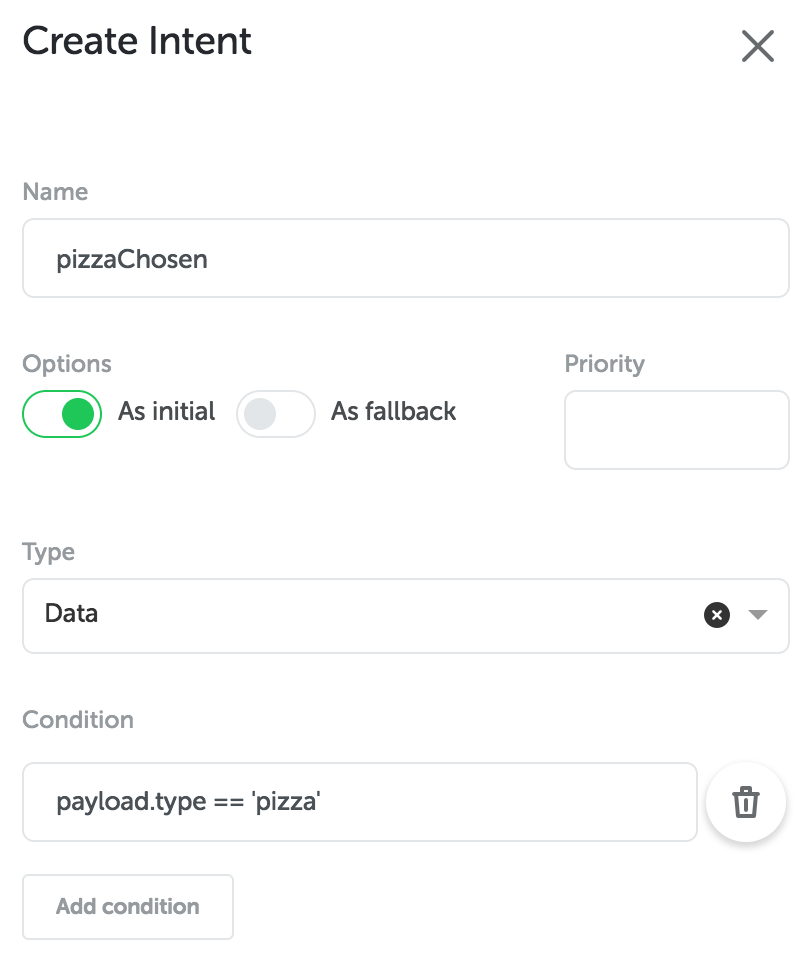 Create Intent
Name
pizzaChosen
Options
Priority
As initial
As fallback
Type
Data
Condition
payload.type == 'pizza'
Add condition